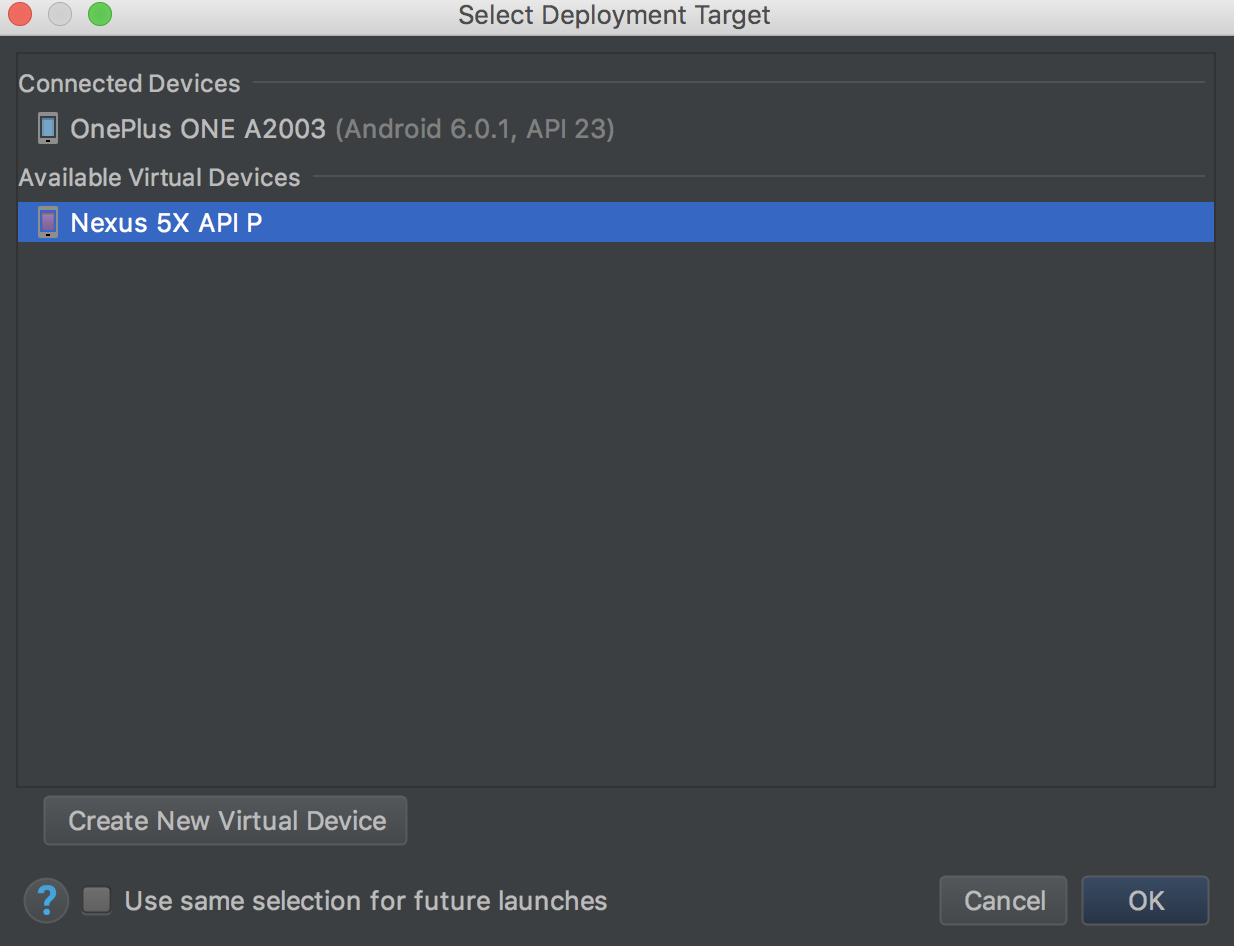 Select Deployment Target
Connected Devices
OnePlus ONE A2003 (Android 6.0.1, API 23)
Available Virtual Devices
Nexus 5X API P
Create New Virtual Device
? Use same selection for future launches
Cancel OK